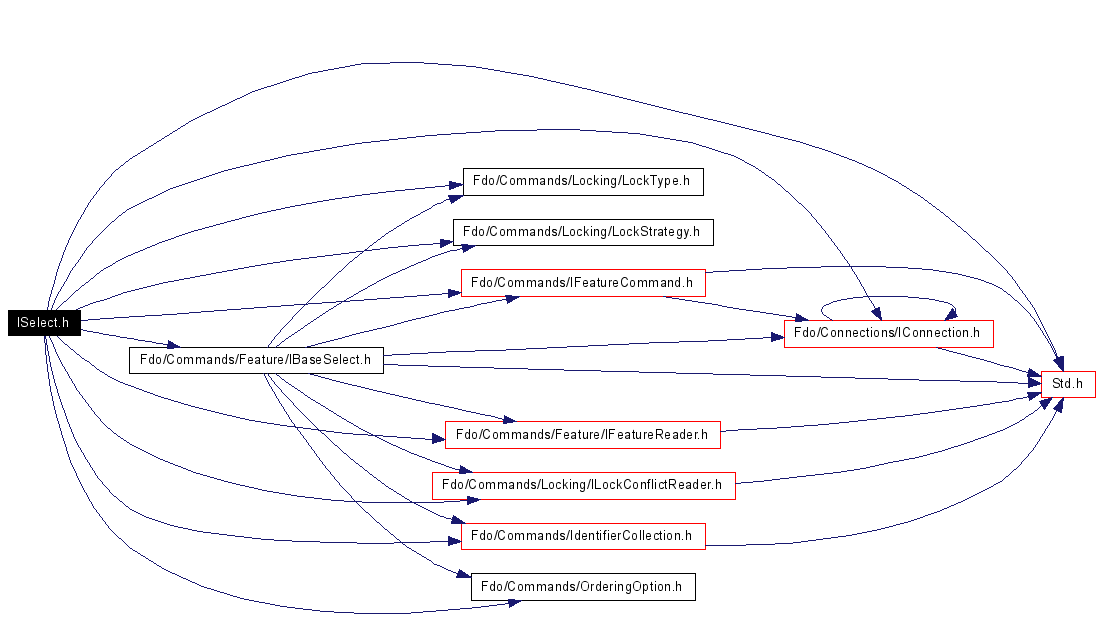 Fdo/Commands/Locking/LockType.h
Fdo/Commands/Locking/LockStrategy.h
Fdo/Commands/IFeatureCommand.h
ISelect.h
Fdo/Connections/IConnection.h
Fdo/Commands/Feature/IBaseSelect.h
Std.h
Fdo/Commands/Feature/IFeatureReader.h
Fdo/Commands/Locking/ILockConflictReader.h
Fdo/Commands/IdentifierCollection.h
Fdo/Commands/OrderingOption.h